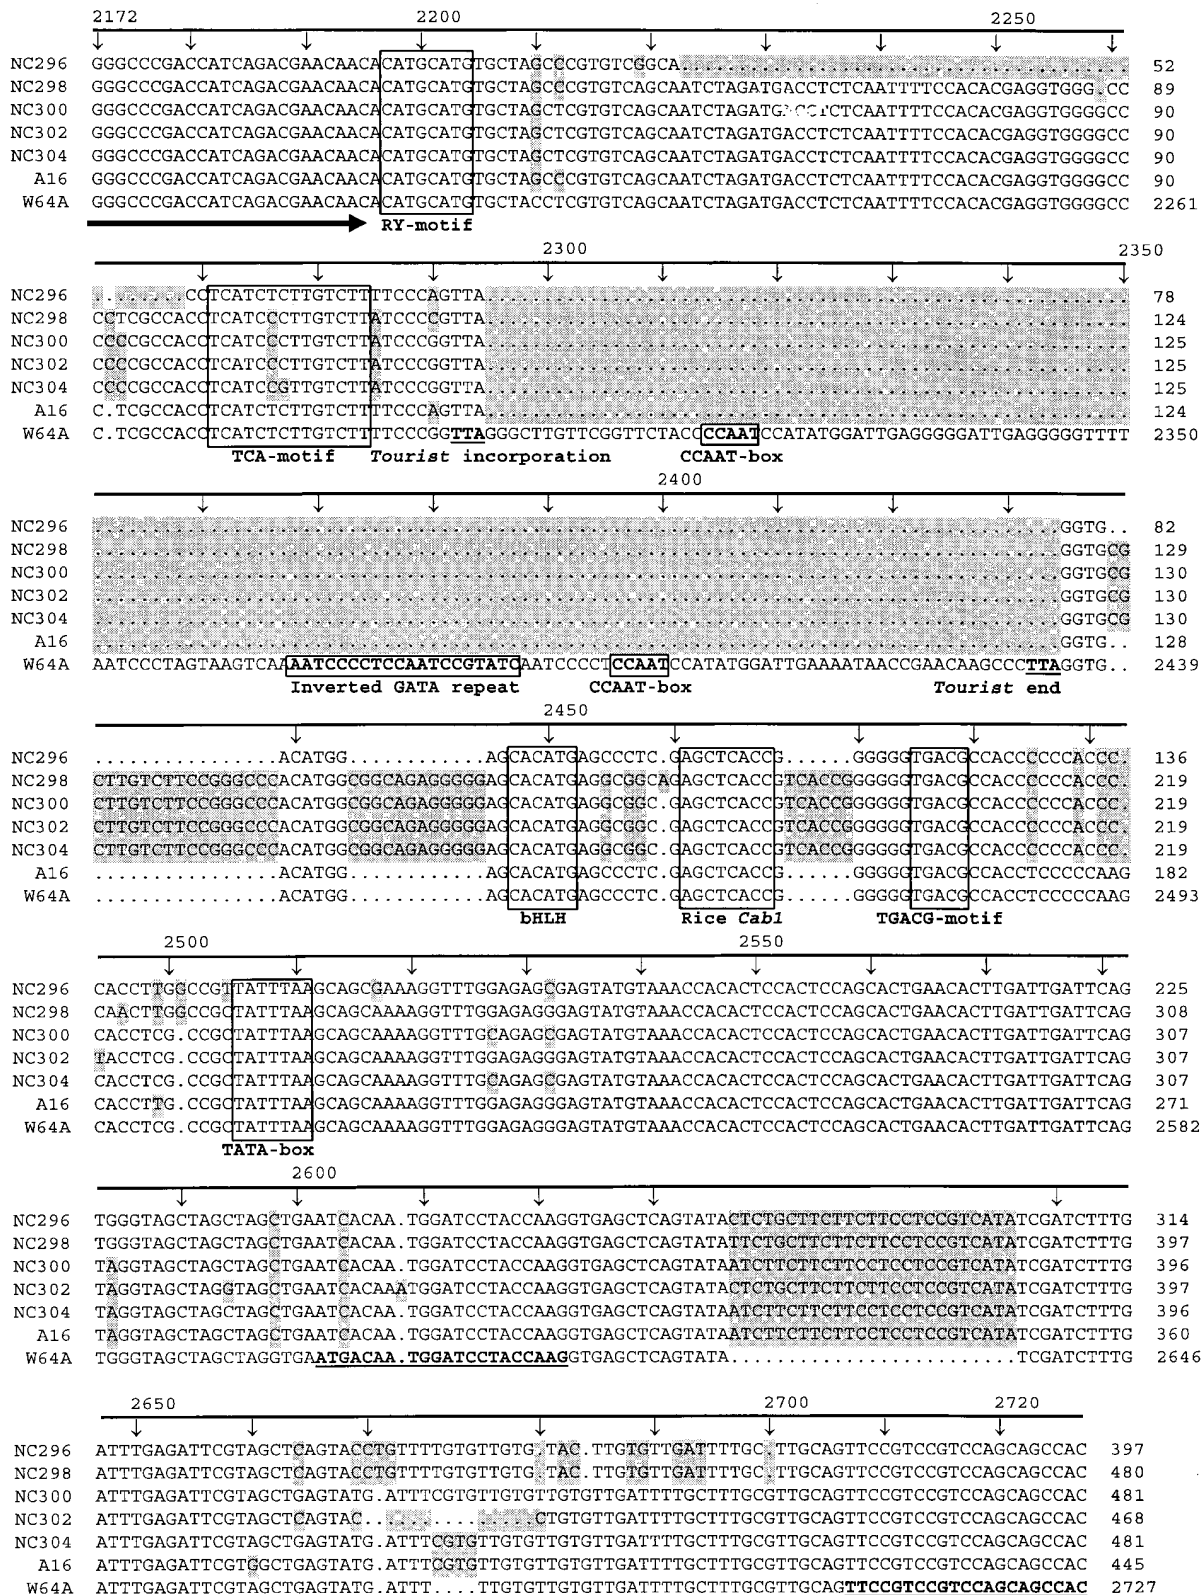 2172 2200 2250
NC296 GGGCCCGACCATCAGACGAACAACACATGCATGTGCTAGCCCGTGTCGGCA....................................... 52
NC298 GGGCCCGACCATCAGACGAACAACACATGCATGTGCTAGCCCGTGTCAGCAATCTAGATGACCTCTCAATTTTCCACACGAGGTGGG.CC 89
NC300 GGGCCCGACCATCAGACGAACAACACATGCATGTGCTAGCTCGTGTCAGCAATCTAGATGACCTCTCAATTTTCCACACGAGGTGGGGCC 90
NC302 GGGCCCGACCATCAGACGAACAACACATGCATGTGCTAGCTCGTGTCAGCAATCTAGATGACCTCTCAATTTTCCACACGAGGTGGGGCC 90
NC304 GGGCCCGACCATCAGACGAACAACACATGCATGTGCTAGCTCGTGTCAGCAATCTAGATGACCTCTCAATTTTCCACACGAGGTGGGGCC 90
A16 GGGCCCGACCATCAGACGAACAACACATGCATGTGCTAGCCCGTGTCAGCAATCTAGATGACCTCTCAATTTTCCACACGAGGTGGGGCC 90
W64A GGGCCCGACCATCAGACGAACAACACATGCATGTGCTACCTCGTGTCAGCAATCTAGATGACCTCTCAATTTTCCACACGAGGTGGGGCC 2261
RY-motif
2300 2350
NC296 ........CCTCATCTCTTGTCTTTTCCCAGTTA........................................................ 78
NC298 CCTCGCCACCTCATCCCTTGTCTTATCCCCGTTA........................................................ 124
NC300 CCCCGCCACCTCATCCCTTGTCTTATCCCGGTTA........................................................ 125
NC302 CCCCGCCACCTCATCCCTTGTCTTATCCCGGTTA........................................................ 125
NC304 CCCCGCCACCTCATCCGTTGTCTTATCCCGGTTA........................................................ 125
A16 C.TCGCCACCTCATCTCTTGTCTTTTCCCAGTTA........................................................ 124
W64A C.TCGCCACCTCATCTCTTGTCTTTTCCCGGTTAGGGCTTGTTCGGTTCTACCCCAATCCATATGGATTGAGGGGGATTGAGGGGGTTTT 2350
TCA-motif Tourist incorporation CCAAT-box
2400
NC296 ....................................................................................GGTG.. 82
NC298 ....................................................................................GGTGCG 129
NC300 ....................................................................................GGTGCG 130
NC302 ....................................................................................GGTGCG 130
NC304 ....................................................................................GGTGCG 130
A16 ....................................................................................GGTG.. 128
W64A AATCCCTAGTAAGTCAAAATCCCCTCCAATCCGTATCAATCCCCTCCAATCCATATGGATTGAAAATAACCGAACAAGCCCTTAGGTG.. 2439
Inverted GATA repeat CCAAT-box Tourist end
2450
NC296 ................ACATGG............AGCACATGAGCCCTC.GAGCTCACCG......GGGGGTGACGCCACCCCCCACCC. 136
NC298 CTTGTCTTCCGGGCCCACATGGCGGCAGAGGGGGAGCACATGAGGCGGCAGAGCTCACCGTCACCGGGGGGTGACGCCACCCCCCACCC. 219
NC300 CTTGTCTTCCGGGCCCACATGGCGGCAGAGGGGGAGCACATGAGGCGGC.GAGCTCACCGTCACCGGGGGGTGACGCCACCCCCCACCC. 219
NC302 CTTGTCTTCCGGGCCCACATGGCGGCAGAGGGGGAGCACATGAGGCGGC.GAGCTCACCGTCACCGGGGGGTGACGCCACCCCCCACCC. 219
NC304 CTTGTCTTCCGGGCCCACATGGCGGCAGAGGGGGAGCACATGAGGCGGC.GAGCTCACCGTCACCGGGGGGTGACGCCACCCCCCACCC. 219
A16 ................ACATGG............AGCACATGAGCCCTC.GAGCTCACCG......GGGGGTGACGCCACCTCCCCCAAG 182
W64A ................ACATGG............AGCACATGAGCCCTC.GAGCTCACCG......GGGGGTGACGCCACCTCCCCCAAG 2493
bHLH Rice Cab1 TGACG-motif
2500 2550
NC296 CACCTTGGCCGTTATTTAAGCAGCGAAAGGTTTGGAGAGCGAGTATGTAAACCACACTCCACTCCAGCACTGAACACTTGATTGATTCAG 225
NC298 CAACTTGGCCGCTATTTAAGCAGCAAAAGGTTTGGAGAGGGAGTATGTAAACCACACTCCACTCCAGCACTGAACACTTGATTGATTCAG 308
NC300 CACCTCG.CCGCTATTTAAGCAGCAAAAGGTTTGCAGAGCGAGTATGTAAACCACACTCCACTCCAGCACTGAACACTTGATTGATTCAG 307
NC302 TACCTCG.CCGCTATTTAAGCAGCAAAAGGTTTGGAGAGGGAGTATGTAAACCACACTCCACTCCAGCACTGAACACTTGATTGATTCAG 307
NC304 CACCTCG.CCGCTATTTAAGCAGCAAAAGGTTTGCAGAGCGAGTATGTAAACCACACTCCACTCCAGCACTGAACACTTGATTGATTCAG 307
A16 CACCTTG.CCGCTATTTAAGCAGCAAAAGGTTTGGAGAGGGAGTATGTAAACCACACTCCACTCCAGCACTGAACACTTGATTGATTCAG 271
W64A CACCTCG.CCGCTATTTAAGCAGCAAAAGGTTTGGAGAGGGAGTATGTAAACCACACTCCACTCCAGCACTGAACACTTGATTGATTCAG 2582
TATA-box
2600
NC296 TGGGTAGCTAGCTAGCTGAATCACAA.TGGATCCTACCAAGGTGAGCTCAGTATACTCTGCTTCTTCTTCCTCCGTCATATCGATCTTTG 314
NC298 TGGGTAGCTAGCTAGCTGAATCACAA.TGGATCCTACCAAGGTGAGCTCAGTATATTCTGCTTCTTCTTCCTCCGTCATATCGATCTTTG 397
NC300 TAGGTAGCTAGCTAGCTGAATCACAA.TGGATCCTACCAAGGTGAGCTCAGTATAATCTTCTTCTTCCTCCTCCGTCATATCGATCTTTG 396
NC302 TAGGTAGCTAGGTAGCTGAATCACAAATGGATCCTACCAAGGTGAGCTCAGTATACTCTGCTTCTTCTTCCTCCGTCATATCGATCTTTG 397
NC304 TAGGTAGCTAGCTAGCTGAATCACAA.TGGATCCTACCAAGGTGAGCTCAGTATAATCTTCTTCTTCCTCCTCCGTCATATCGATCTTTG 396
A16 TAGGTAGCTAGCTAGCTGAATCACAA.TGGATCCTACCAAGGTGAGCTCAGTATAATCTTCTTCTTCCTCCTCCGTCATATCGATCTTTG 360
W64A TGGGTAGCTAGCTAGGTGAATGACAA.TGGATCCTACCAAGGTGAGCTCAGTATA.........................TCGATCTTTG 2646
2650 2700 2720
NC296 ATTTGAGATTCGTAGCTCAGTACCCTGTTTTGTGTTGTG.TAC.TTGTGTTGATTTTGC.TTGCAGTTCCGTCCGTCCAGCAGCCAC 397
NC298 ATTTGAGATTCGTAGCTCAGTACCCTGTTTTGTGTTGTG.TAC.TTGTGTTGATTTTGC.TTGCAGTTCCGTCCGTCCAGCAGCCAC 480
NC300 ATTTGAGATTCGTAGCTGAGTATG.ATTTCGTGTTGTGTTGTGTTGATTTTGCTTTGCGTTGCAGTTCCGTCCGTCCAGCAGCCAC 481
NC302 ATTTGAGATTCGTAGCTCAGTAC................CTGTGTTGATTTTGCTTTGCGTTGCAGTTCCGTCCGTCCAGCAGCCAC 468
NC304 ATTTGAGATTCGTAGCTGAGTATG.ATTTCGTGTTGTGTTGTGTTGATTTTGCTTTGCGTTGCAGTTCCGTCCGTCCAGCAGCCAC 481
A16 ATTTGAGATTCGTGGCTGAGTATG.ATTTCGTGTTGTGTTGTGTTGATTTTGCTTTGCGTTGCAGTTCCGTCCGTCCAGCAGCCAC 445
W64A ATTTGAGATTCGTAGCTGAGTATG.ATTT....TTGTGTTGTGTTGATTTTGCTTTGCGTTGCAGTTCCGTCCGTCCAGCAGCCAC 2727